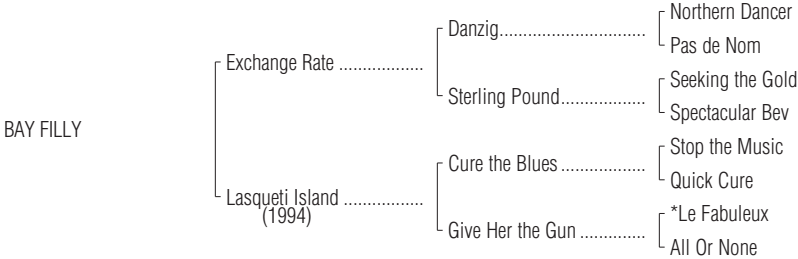 Northern Dancer
Danzig..............................
Pas de Nom
Exchange Rate ..................
Seeking the Gold
Sterling Pound..................
Spectacular Bev
BAY FILLY
Stop the Music
Cure the Blues ..................
Quick Cure
Lasqueti Island .................
(1994)
*Le Fabuleux
Give Her the Gun ..............
All Or None